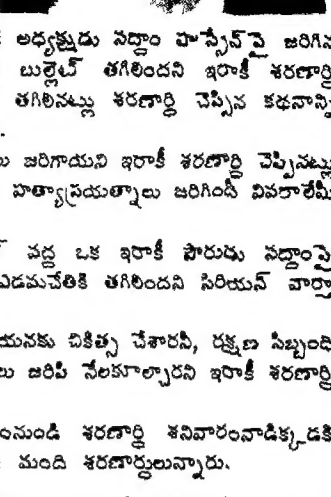 అధ్యక్షుడు సద్దాం హుస్సేన్ పై జరిగిన
బుల్లెట్ తగిలిందని ఇరాకీ శరణార్థి
తగిలినట్లు శరణార్థి చెప్పిన కథనాన్ని
జరిగాయని ఇరాకీ శరణార్థి చెప్పినట్లు
హత్యాప్రయత్నాలు జరిగిందీ వివరాలేమీ
వద్ద ఒక ఇరాకీ పౌరుడు సద్దాంపై
ఎడమచేతికి తగిలిందని సిరియన్ వార్తా
చికిత్స చేశారనీ, రక్షణ సిబ్బంది
జరిపి నేలకూల్చారని ఇరాకీ శరణార్థి
శరణార్థి శనివారంనాడిక్కడకి
మంది శరణార్థులున్నారు.